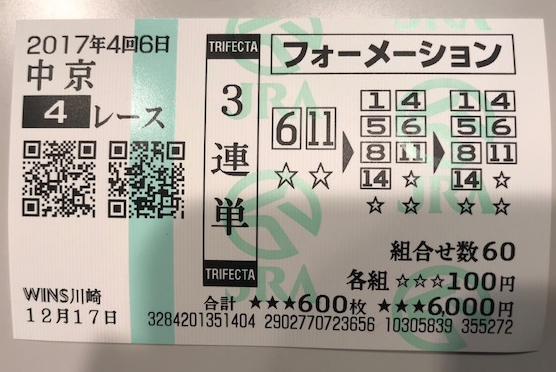 2017年4回6日
中京
4レース
WINS川崎
12月17日
TRIFECTA
3連単
TRIFECTA
フォーメーション
6 11 ☆ ☆
1 4
5 6
8 11
14 ☆
☆ ☆
1 4
5 6
8 11
14 ☆
☆ ☆
組合せ数60
各組 ☆☆☆100円
合計 ★★★600枚 ★★★6,000円
3284201351404 2902770723656 10305839 355272
JRA
JRA
JRA